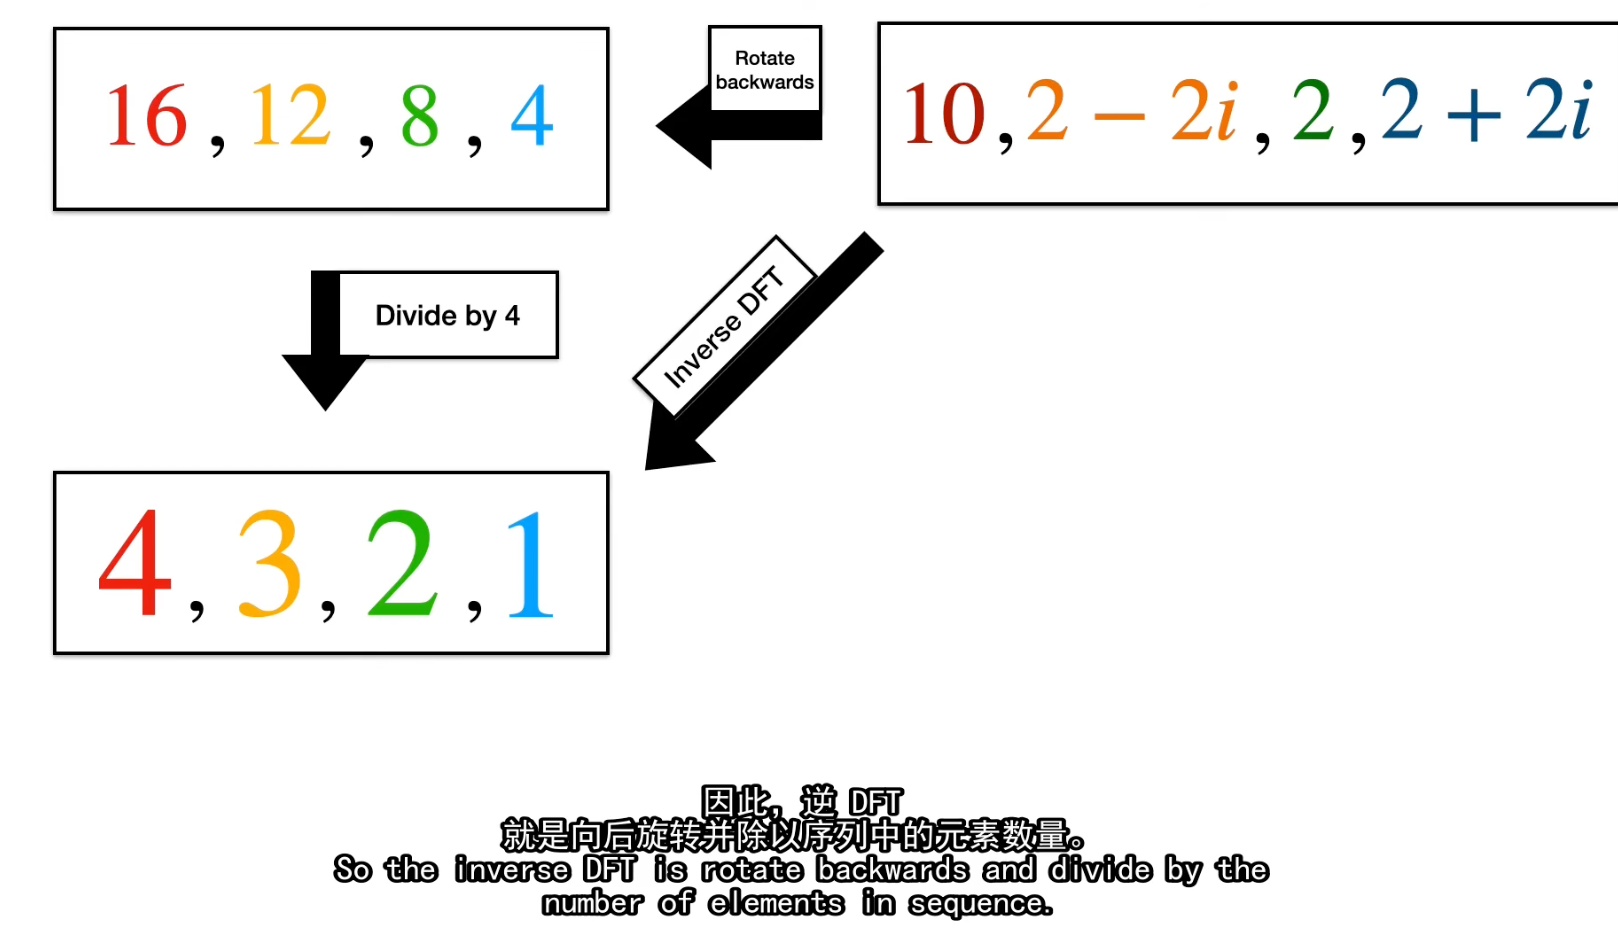 16 , 12 , 8 , 4
Rotate
backwards
10 , 2 − 2i , 2 , 2 + 2i
Divide by 4
Inverse DFT
4 , 3 , 2 , 1
因此，逆 DFT
就是向后旋转并除以序列中的元素数量。
So the inverse DFT is rotate backwards and divide by the
number of elements in sequence.